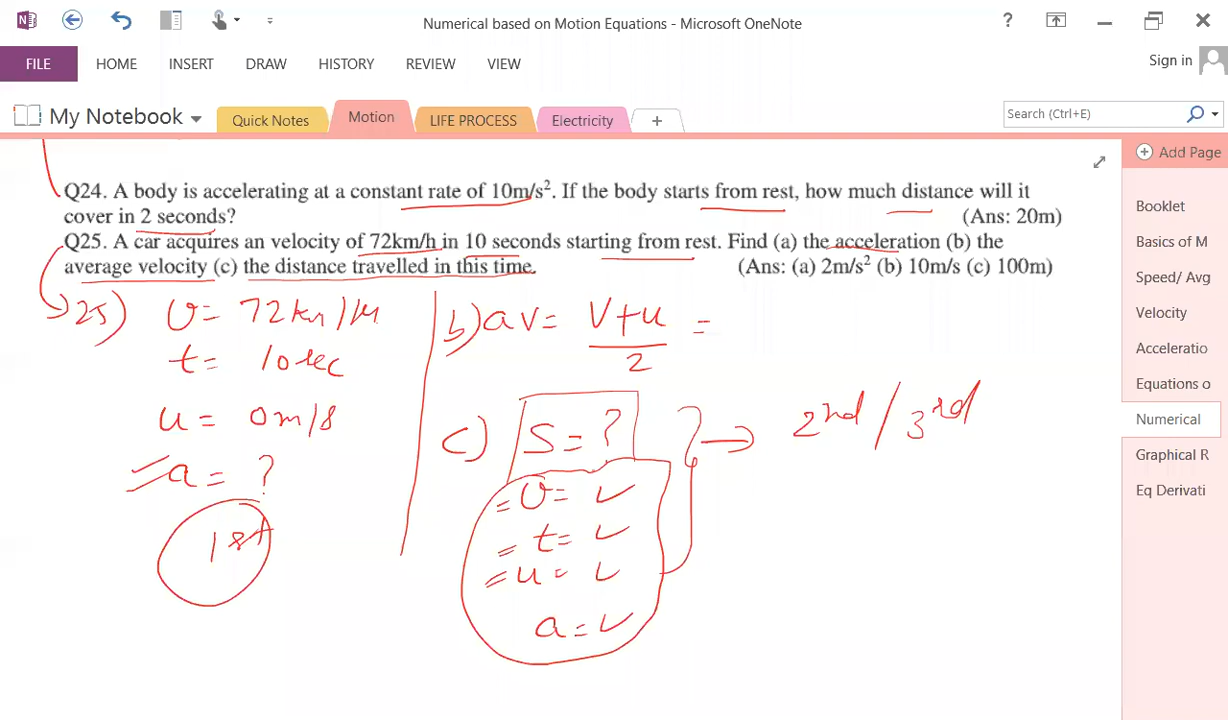 Numerical based on Motion Equations - Microsoft OneNote
FILE HOME INSERT DRAW HISTORY REVIEW VIEW
Sign in
My Notebook Quick Notes Motion LIFE PROCESS Electricity +
Search (Ctrl+E)
Add Page
Booklet
Basics of M
Speed/ Avg
Velocity
Acceleratio
Equations o
Numerical
Graphical R
Eq Derivati
Q24. A body is accelerating at a constant rate of 10m/s². If the body starts from rest, how much distance will it
cover in 2 seconds? (Ans: 20m)
Q25. A car acquires an velocity of 72km/h in 10 seconds starting from rest. Find (a) the acceleration (b) the
average velocity (c) the distance travelled in this time. (Ans: (a) 2m/s² (b) 10m/s (c) 100m)
25) v = 72km/hr
t = 10 sec
u = 0m/s
a = ?
1st
b) av = v+u =
2
c) S = ? ? → 2nd / 3rd
= v = ✓
= t = ✓
= u = ✓
a = ✓